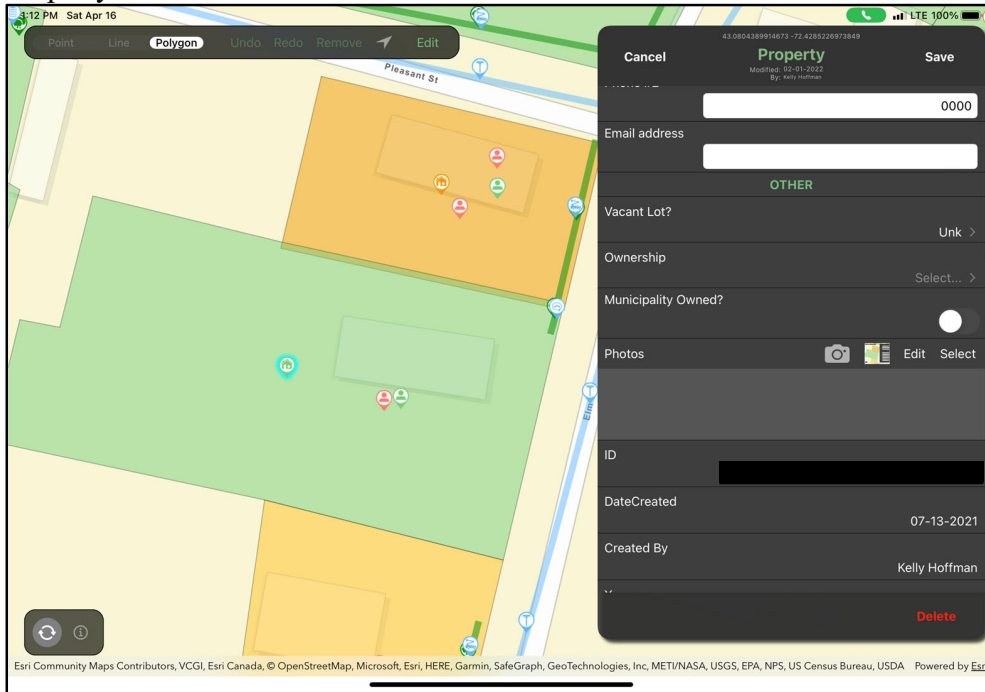 :12 PM Sat Apr 16
LTE 100%
Point Line Polygon Undo Redo Remove Edit
43.0804389914673 -72.4285226973849
Cancel Property Save
Modified: 02-01-2022
By: Kelly Hoffman
0000
Email address
OTHER
Vacant Lot?
Unk
Ownership
Select...
Municipality Owned?
Photos Edit Select
ID
DateCreated
07-13-2021
Created By
Kelly Hoffman
Delete
Pleasant St
Elm
Esri Community Maps Contributors, VCGI, Esri Canada, © OpenStreetMap, Microsoft, Esri, HERE, Garmin, SafeGraph, GeoTechnologies, Inc, METI/NASA, USGS, EPA, NPS, US Census Bureau, USDA Powered by Esri